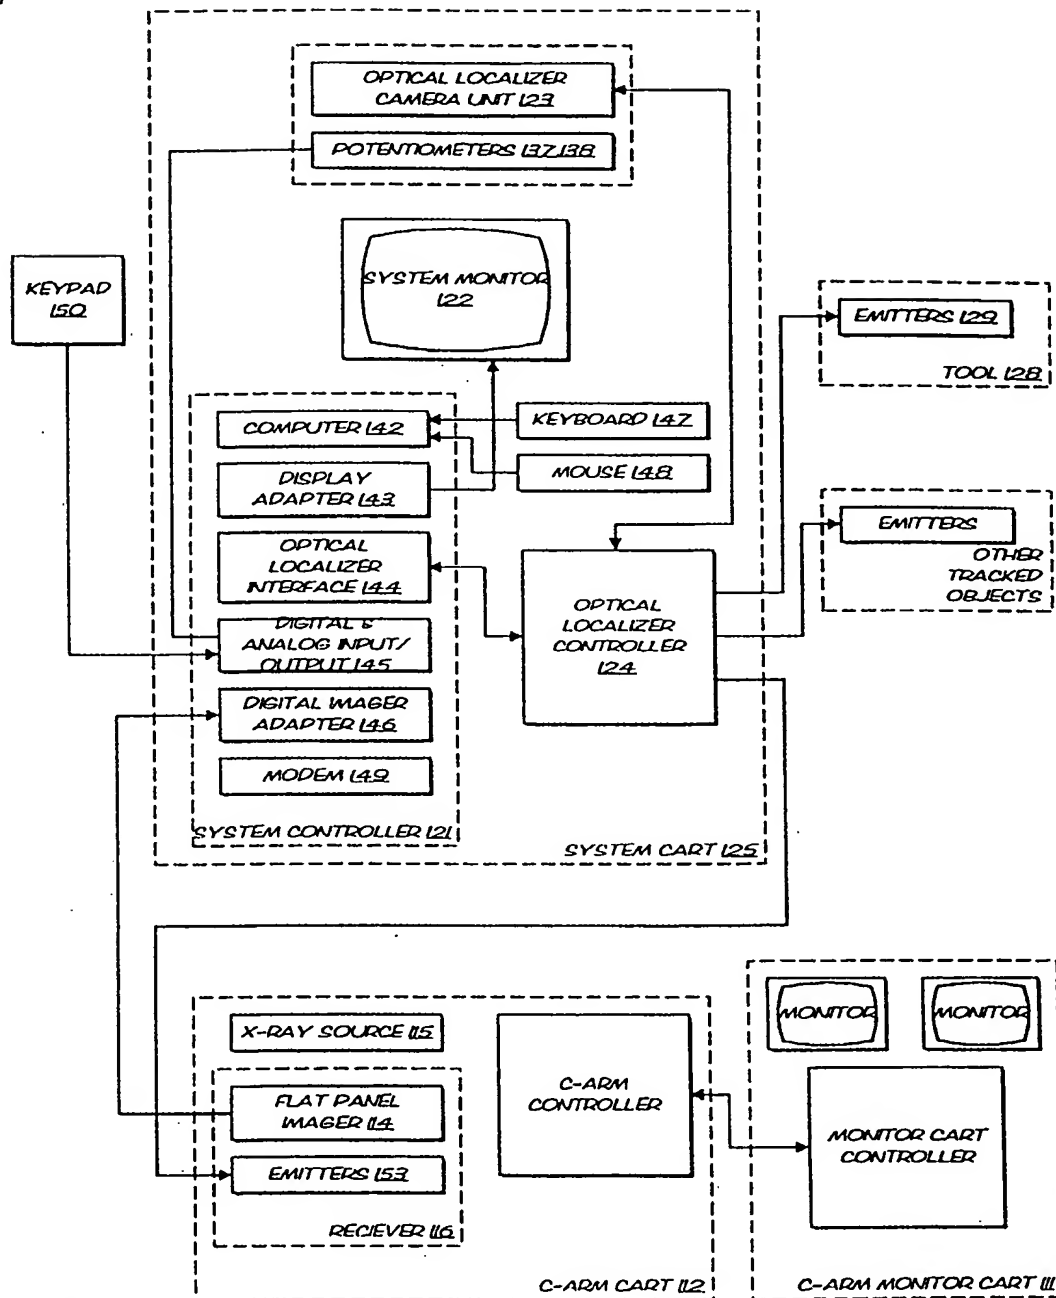 OPTICAL LOCALIZER
CAMERA UNIT 123
POTENTIOMETERS 137,138
SYSTEM MONITOR
122
KEYPAD
150
EMITTERS 129
TOOL 128
COMPUTER 142
KEYBOARD 147
DISPLAY
ADAPTER 143
MOUSE 148
OPTICAL
LOCALIZER
INTERFACE 144
EMITTERS
OTHER
TRACKED
OBJECTS
OPTICAL
LOCALIZER
CONTROLLER
124
DIGITAL &
ANALOG INPUT/
OUTPUT 145
DIGITAL IMAGER
ADAPTER 146
MODEM 149
SYSTEM CONTROLLER 121
SYSTEM CART 125
X-RAY SOURCE 115
FLAT PANEL
IMAGER 114
EMITTERS 153
RECIEVER 116
C-ARM
CONTROLLER
C-ARM CART 112
MONITOR
MONITOR
MONITOR CART
CONTROLLER
C-ARM MONITOR CART 111